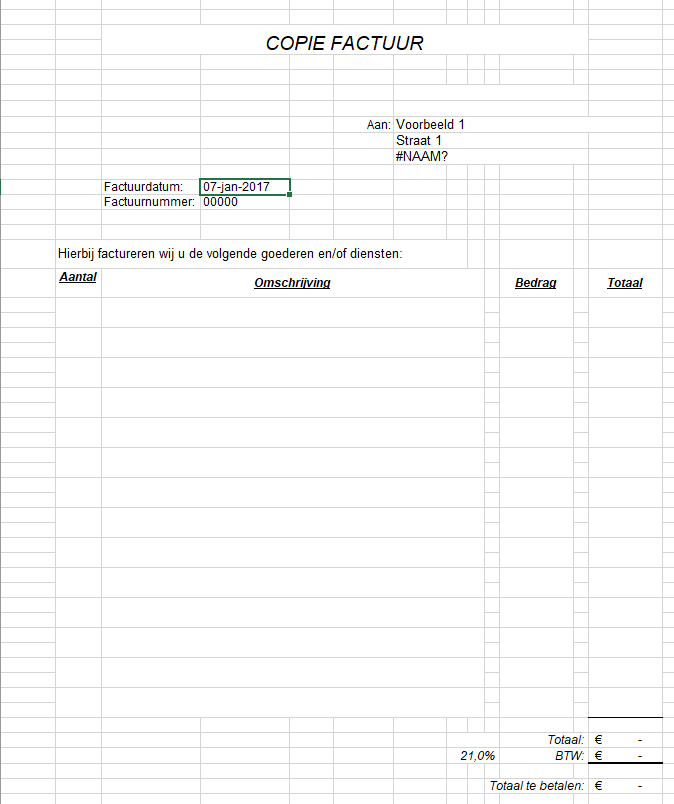 COPIE FACTUUR
Aan: Voorbeeld 1
Straat 1
#NAAM?
Factuurdatum: 07-jan-2017
Factuurnummer: 00000
Hierbij factureren wij u de volgende goederen en/of diensten:
Aantal Omschrijving Bedrag Totaal
Totaal: € -
21,0% BTW: € -
Totaal te betalen: € -